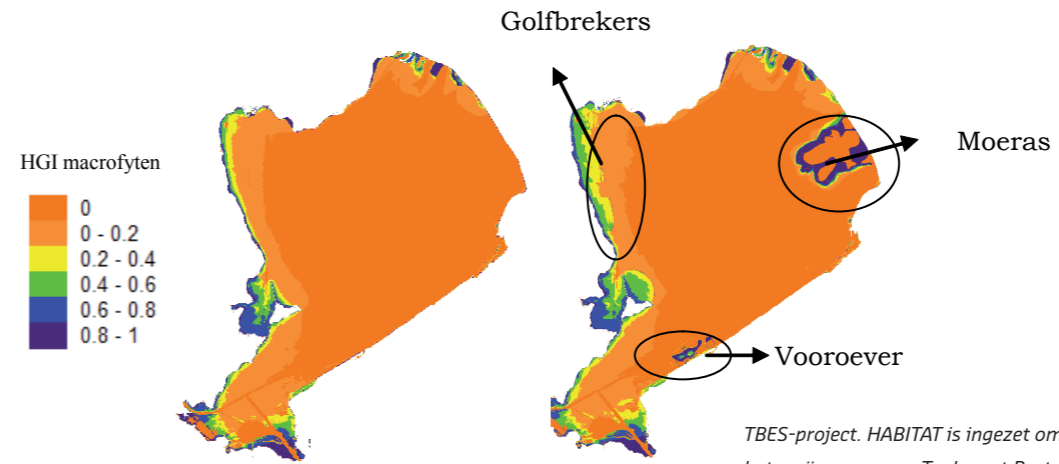 Golfbrekers
Moeras
HGI macrofyten
0
0 - 0.2
0.2 - 0.4
0.4 - 0.6
0.6 - 0.8
0.8 - 1
Vooroever
TBES-project. HABITAT is ingezet om